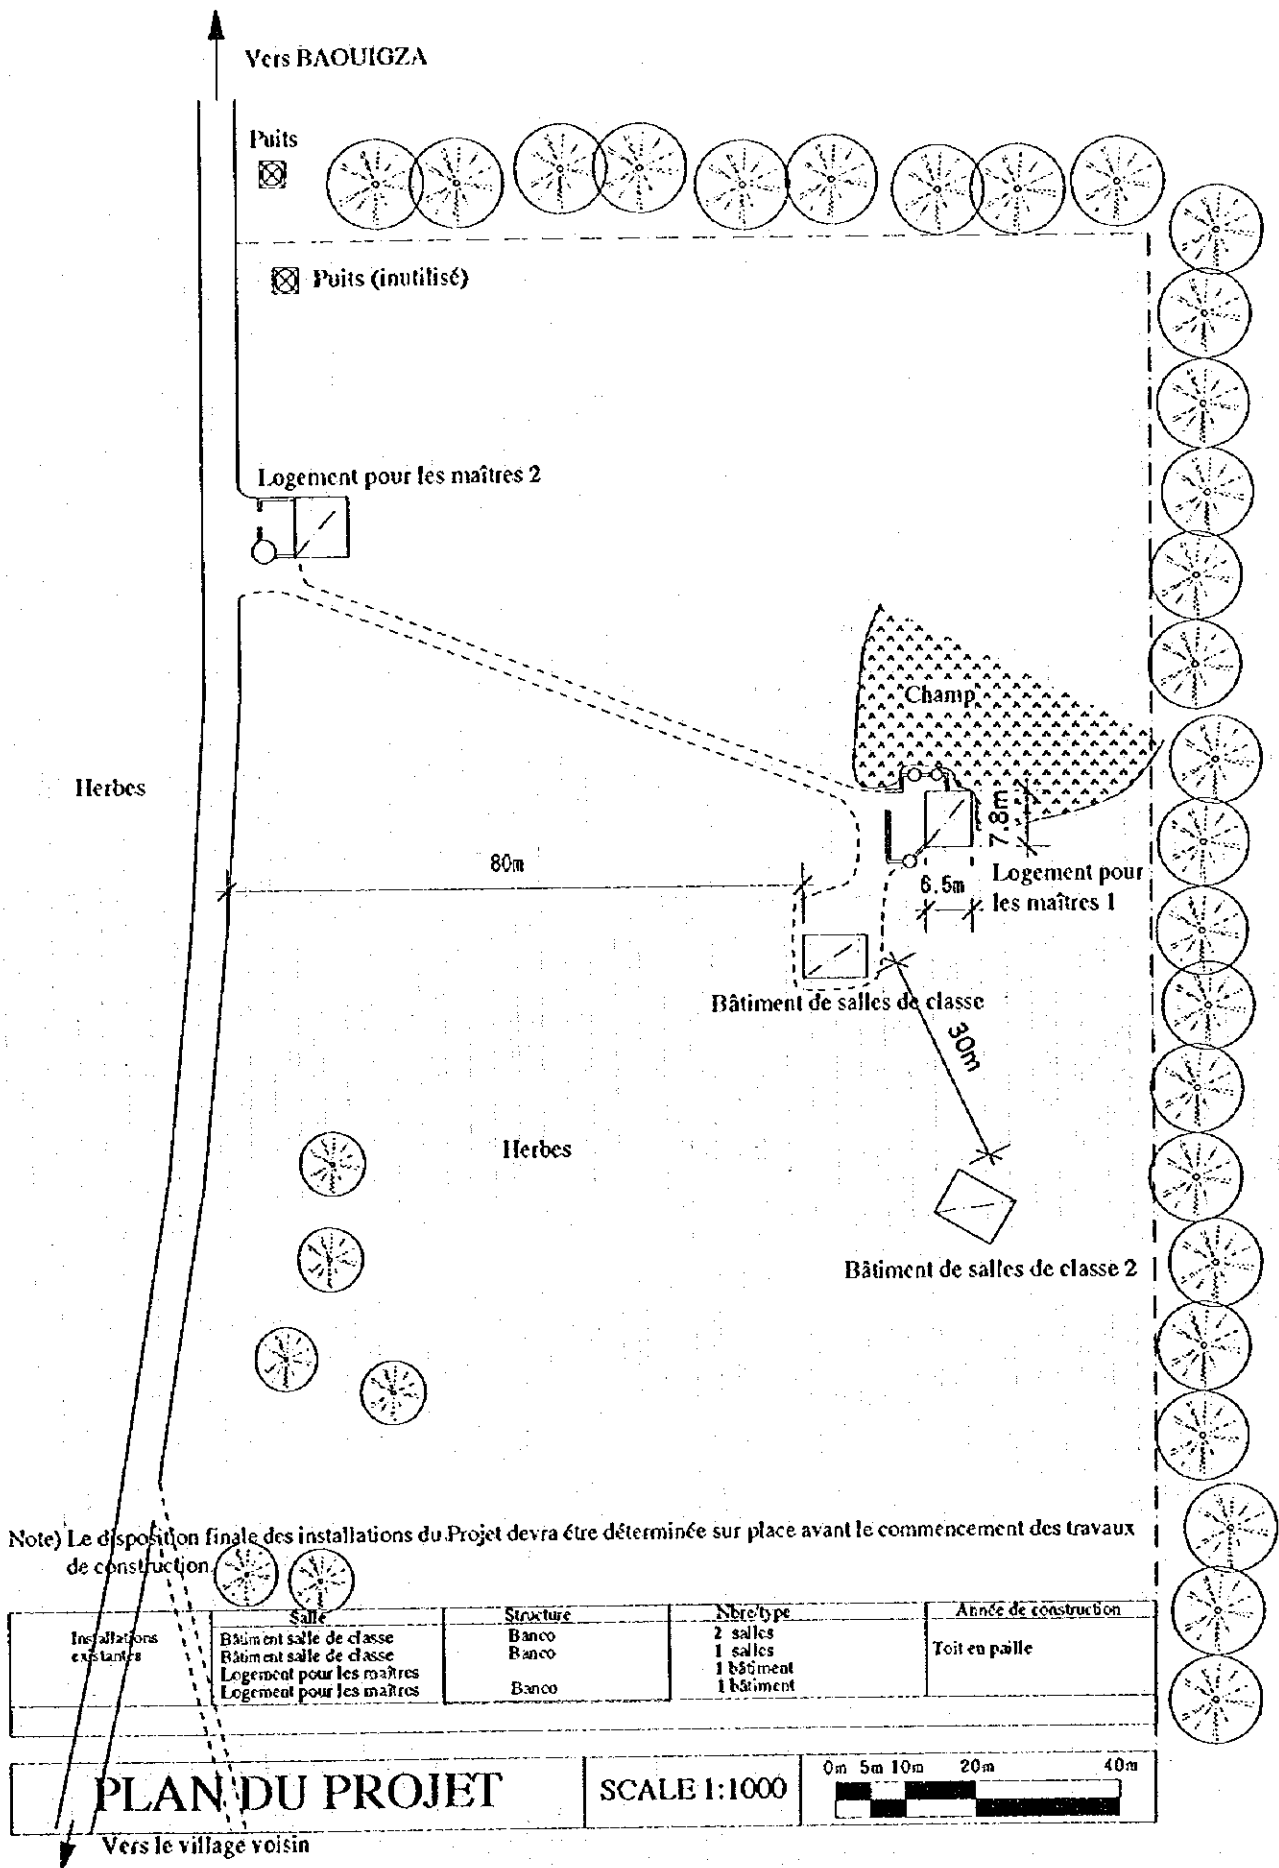 Vers BAOUIGZA
Puits
Puits (inutilisé)
Logement pour les maîtres 2
Champ
Herbes
7.8m
80m
6.5m
Logement pour
les maîtres 1
Bâtiment de salles de classe
30m
Herbes
Bâtiment de salles de classe 2
Note) Le disposition finale des installations du Projet devra étre déterminée sur place avant le commencement des travaux
de construction.
Salle Structure Nbre/type Année de construction
Installations existantes
Bâtiment salle de classe Banco 2 salles
Bâtiment salle de classe Banco 1 salles Toit en paille
Logement pour les maîtres 1 bâtiment
Logement pour les maîtres Banco 1 bâtiment
PLAN DU PROJET
SCALE 1:1000
0m 5m 10m 20m 40m
Vers le village voisin